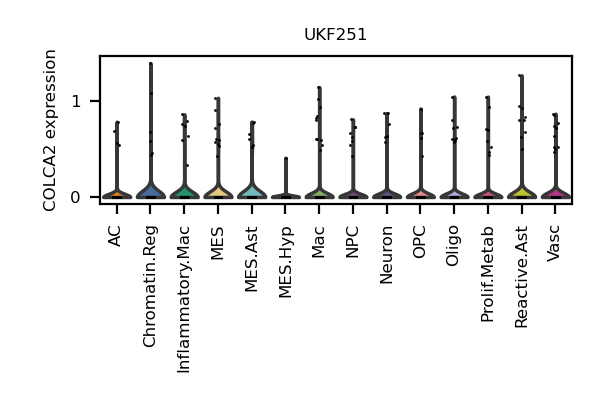 UKF251
COLCA2 expression
1
0
AC
Chromatin.Reg
Inflammatory.Mac
MES
MES.Ast
MES.Hyp
Mac
NPC
Neuron
OPC
Oligo
Prolif.Metab
Reactive.Ast
Vasc